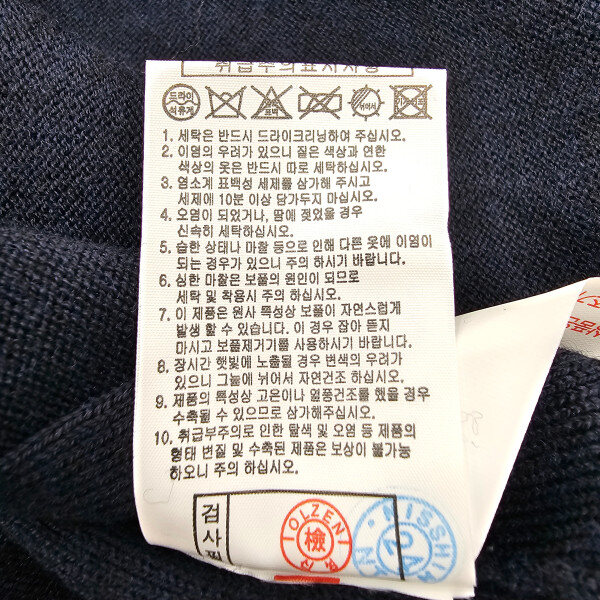 취급주의표시사항
드라이
석유계
표백
뉘어서
1. 세탁은 반드시 드라이크리닝하여 주십시오.
2. 이염의 우려가 있으니 짙은 색상과 연한
색상의 옷은 반드시 따로 세탁하십시오.
3. 염소계 표백성 세제를 삼가해 주시고
세제에 10분 이상 담가두지 마십시오.
4. 오염이 되었거나, 땀에 젖었을 경우
신속히 세탁하십시오.
5. 습한 상태나 마찰 등으로 인해 다른 옷에 이염이
되는 경우가 있으니 주의 하시기 바랍니다.
6. 심한 마찰은 보풀의 원인이 되므로
세탁 및 착용시 주의 하십시오.
7. 이 제품은 원사 특성상 보풀이 자연스럽게
발생 할 수 있습니다. 이 경우 잡아 뜯지
마시고 보풀제거기를 사용하시기 바랍니다.
8. 장시간 햇빛에 노출될 경우 변색의 우려가
있으니 그늘에 뉘어서 자연건조 하십시오.
9. 제품의 특성상 고온이나 열풍건조를 했을 경우
수축될 수 있으므로 삼가해주십시오.
10. 취급부주의로 인한 탈색 및 오염 등 제품의
형태 변질 및 수축된 제품은 보상이 불가능
하오니 주의 하십시오.
검사필
OLZEN
檢
NISSHIN